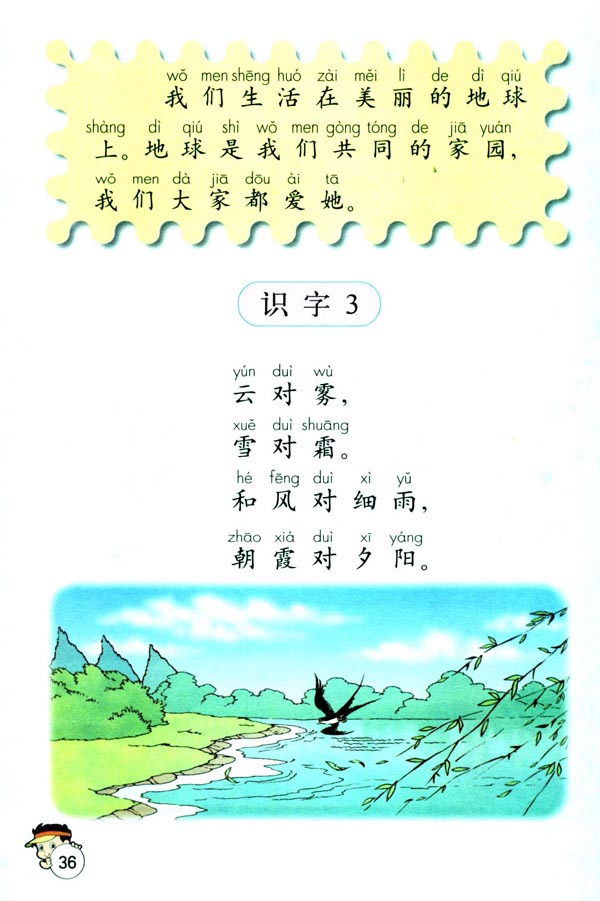 wǒ men shēng huó zài měi lì de dì qiú
我们生活在美丽的地球
shàng dì qiú shì wǒ men gòng tóng de jiā yuán
上。地球是我们共同的家园，
wǒ men dà jiā dōu ài tā
我们大家都爱她。
识字3
yún duì wù
云对雾，
xuě duì shuāng
雪对霜。
hé fēng duì xì yǔ
和风对细雨，
zhāo xiá duì xī yáng
朝霞对夕阳。
36